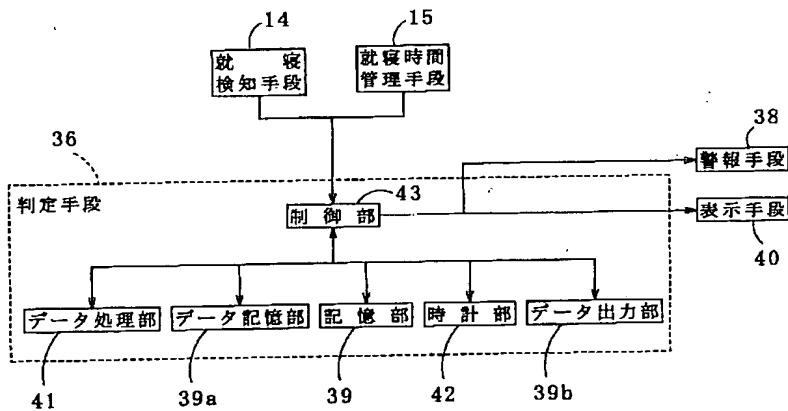 14
15
就寝
検知手段
就寝時間
管理手段
36
38
警報手段
判定手段
43
制御部
表示手段
40
データ処理部
データ記憶部
記憶部
時計部
データ出力部
41
39a
39
42
39b